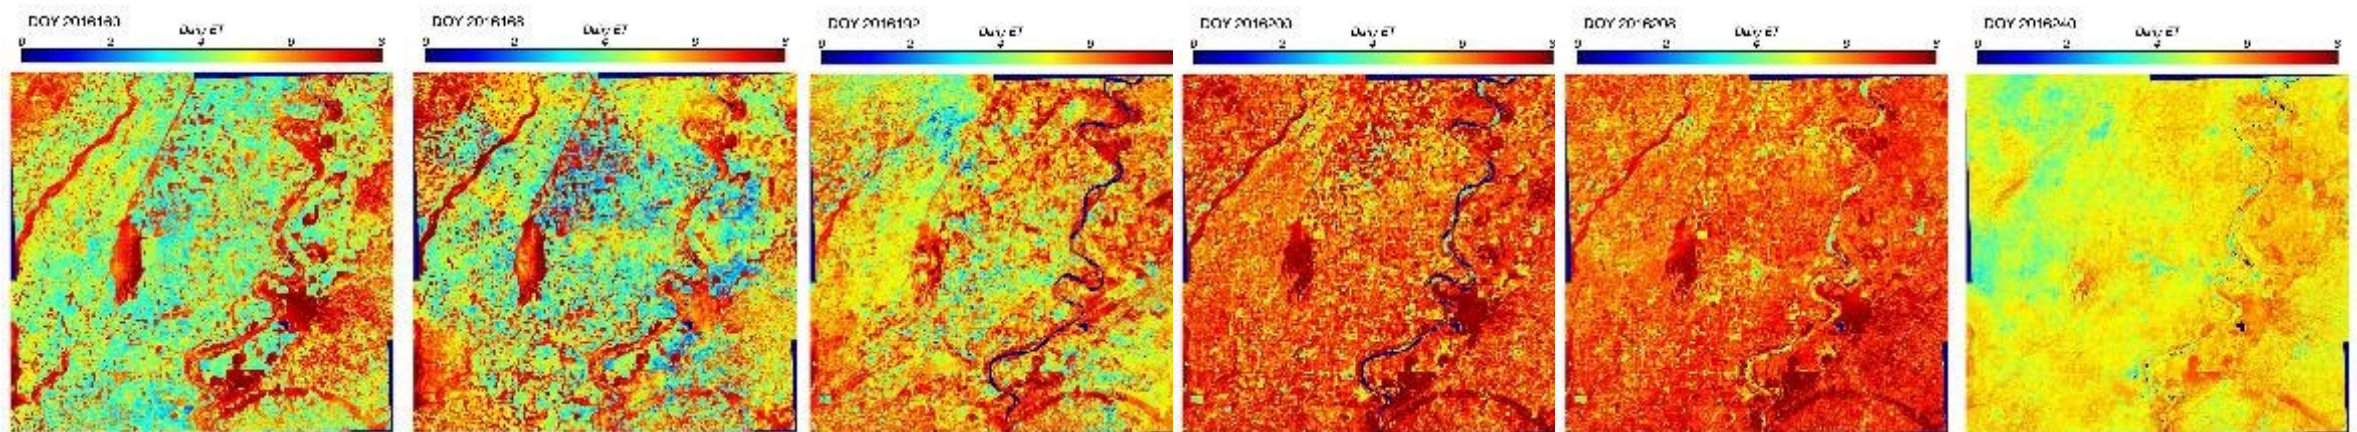 DOY 2016160
Daily ET
0 2 4 6 8
DOY 2016168
Daily ET
0 2 4 6 8
DOY 2016192
Daily ET
0 2 4 6
DOY 2016200
Daily ET
0 2 4 6 8
DOY 2016208
Daily ET
0 2 4 6 8
DOY 2016240
Daily ET
0 2 4 6 8